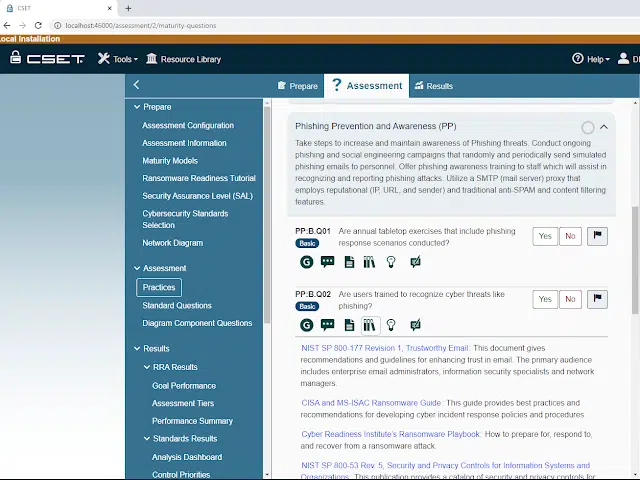 CSET
localhost:46000/assessment/2/maturity-questions
Local Installation
CSET
Tools
Resource Library
Help
Prepare
Assessment
Results
Prepare
Assessment Configuration
Assessment Information
Maturity Models
Ransomware Readiness Tutorial
Security Assurance Level (SAL)
Cybersecurity Standards
Selection
Network Diagram
Assessment
Practices
Standard Questions
Diagram Component Questions
Results
RRA Results
Goal Performance
Assessment Tiers
Performance Summary
Standards Results
Analysis Dashboard
Control Priorities
Phishing Prevention and Awareness (PP)
Take steps to increase and maintain awareness of Phishing threats. Conduct ongoing
phishing and social engineering campaigns that randomly and periodically send simulated
phishing emails to personnel. Offer phishing awareness training to staff which will assist in
recognizing and reporting phishing attacks. Utilize a SMTP (mail server) proxy that
employs reputational (IP, URL, and sender) and traditional anti-SPAM and content filtering
features.
PP:B.Q01 Are annual tabletop exercises that include phishing Yes No
Basic response scenarios conducted?
G
PP:B.Q02 Are users trained to recognize cyber threats like Yes No
Basic phishing?
G
NIST SP 800-177 Revision 1, Trustworthy Email: This document gives
recommendations and guidelines for enhancing trust in email. The primary audience
includes enterprise email administrators, information security specialists and network
managers.
CISA and MS-ISAC Ransomware Guide : This guide provides best practices and
recommendations for developing cyber incident response policies and procedures
Cyber Readiness Institute's Ransomware Playbook: How to prepare for, respond to,
and recover from a ransomware attack.
NIST SP 800-53 Rev. 5, Security and Privacy Controls for Information Systems and
Organizations: This publication provides a catalog of security and privacy controls for